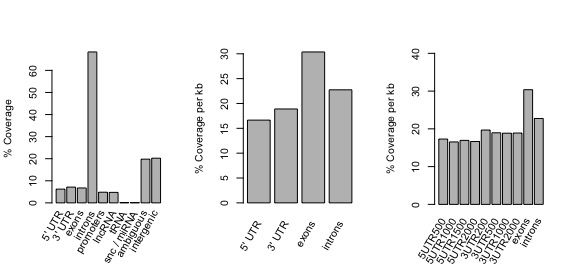 % Coverage
60
50
40
30
20
10
0
5' UTR
3' UTR
exons
introns
promoters
lncRNA
tRNA
snc / miRNA
ambiguous
intergenic
% Coverage per kb
30
25
20
15
10
5
0
5' UTR
3' UTR
exons
introns
% Coverage per kb
40
30
20
10
0
5UTR500
5UTR1000
5UTR1500
5UTR2000
3UTR200
3UTR500
3UTR1000
3UTR2000
exons
introns